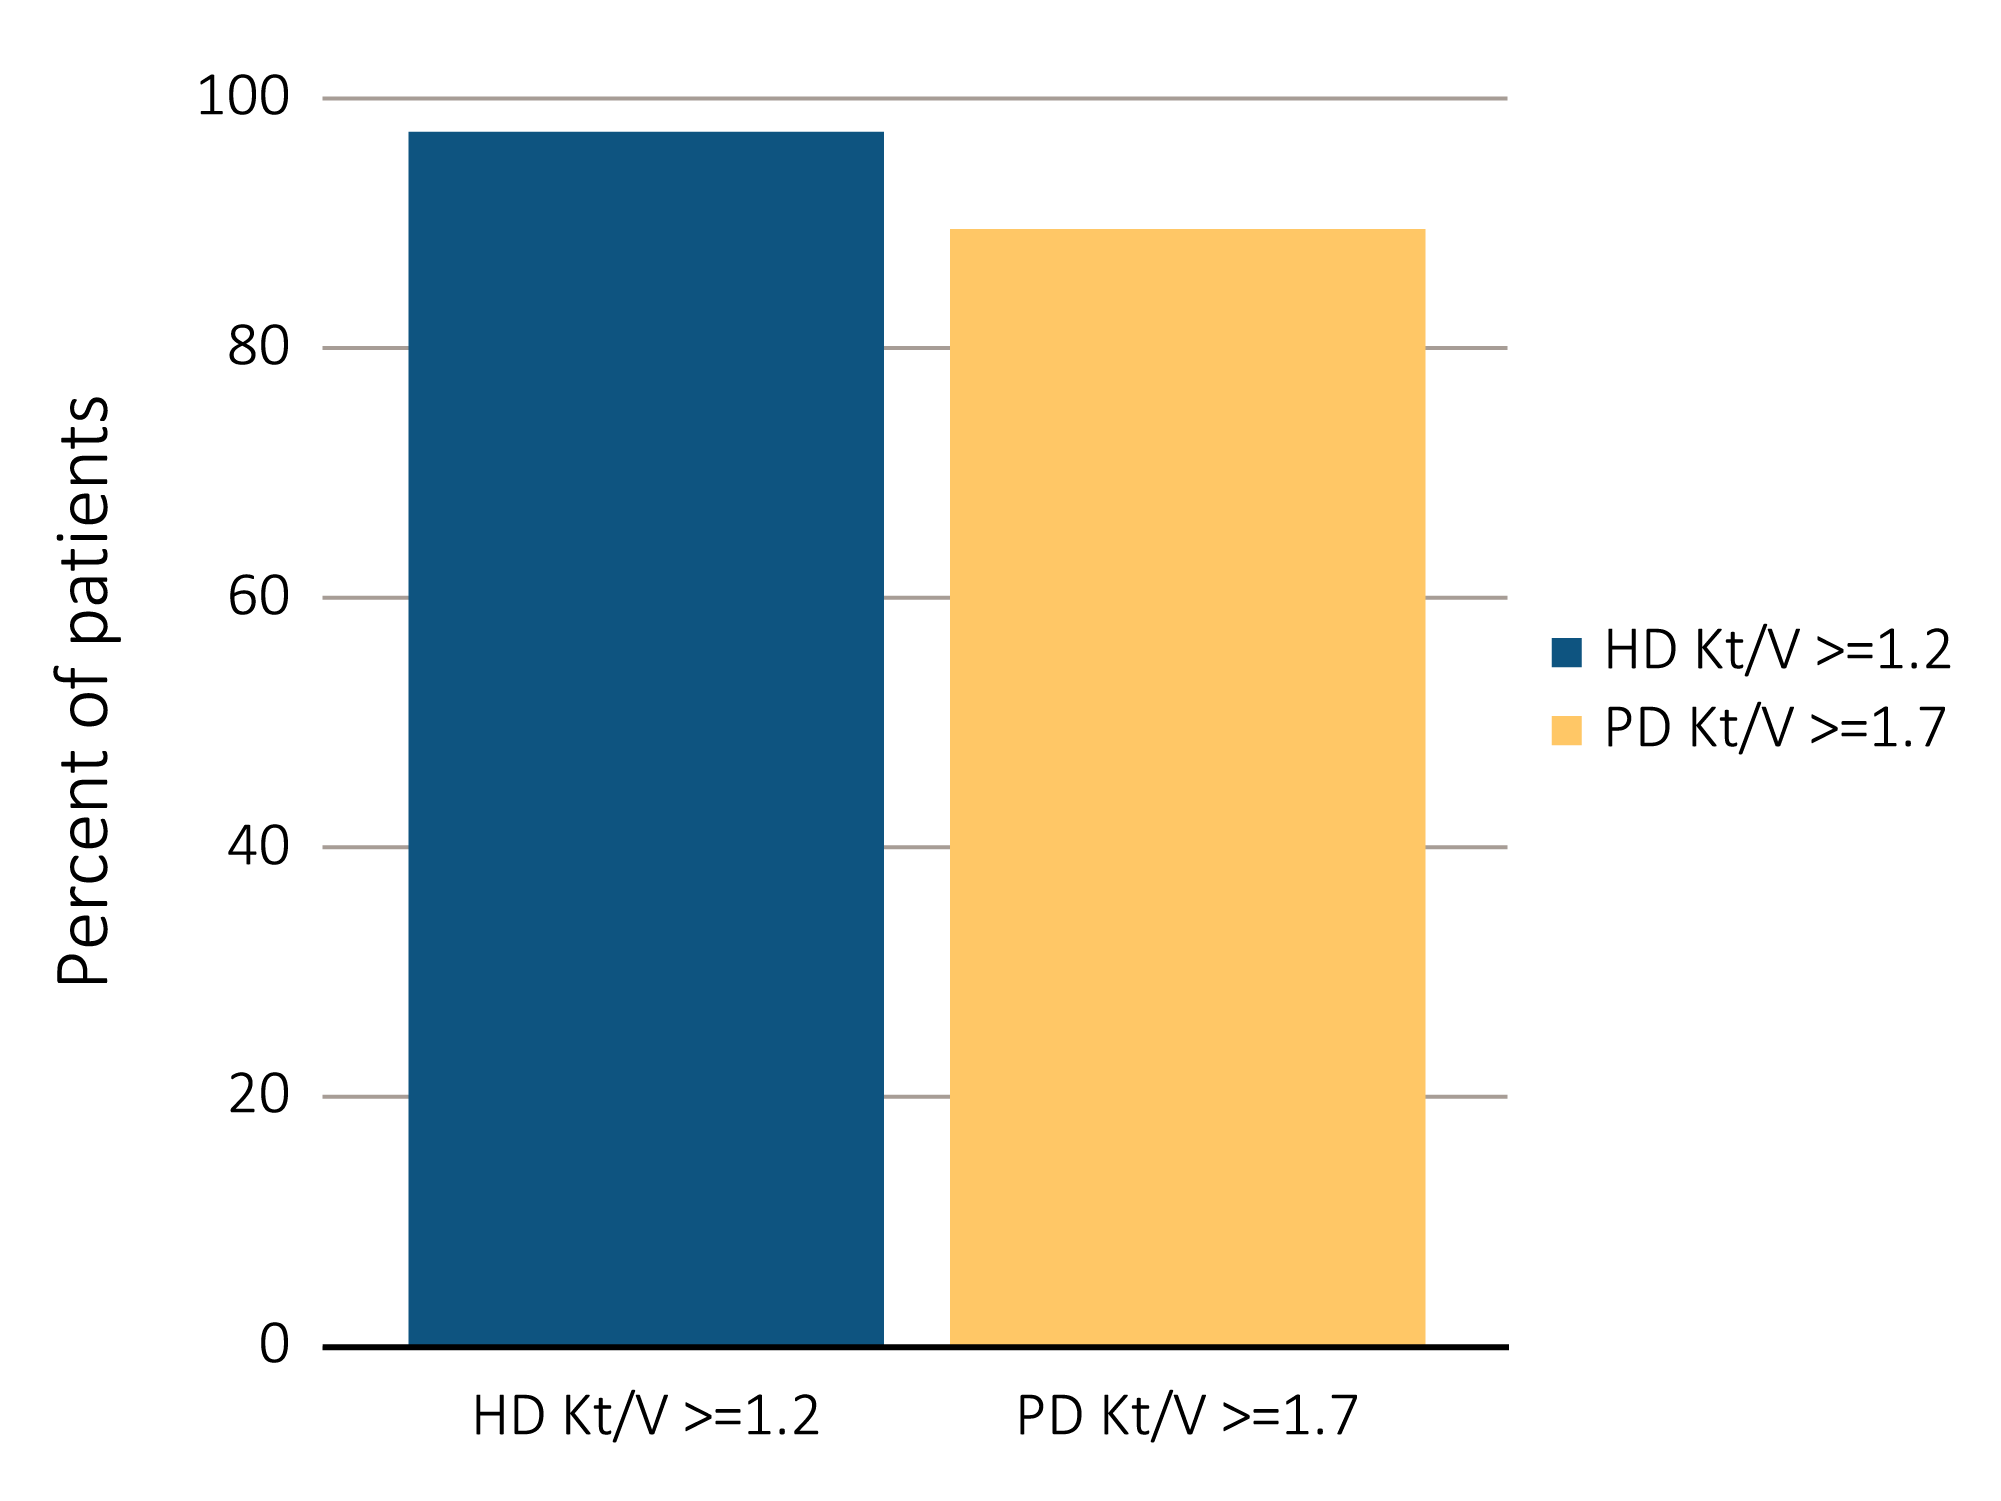 Percent of patients
100
80
60
40
20
0
HD Kt/V >=1.2
PD Kt/V >=1.7
HD Kt/V >=1.2
PD Kt/V >=1.7